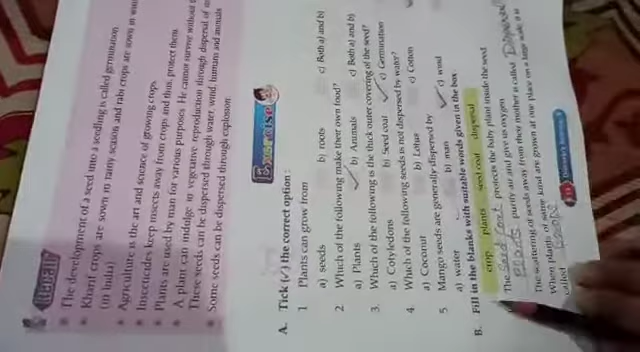 Recall
The development of a seed into a seedling is called germination.
Kharif crops are sown in rainy season and rabi crops are sown in
(in India)
Agriculture is the art and science of growing crops.
Insecticides keep insects away from crops and thus, protect them.
Plants are used by man for various purposes. He cannot survive without
A plant can indulge in vegetative reproduction through dispersal of
These seeds can be dispersed through water, wind, human and animals
Some seeds can be dispersed through explosion
Exercise
A. Tick (✓) the correct option :
1 Plants can grow from
a) seeds b) roots c) Both a) and b)
2 Which of the following make their own food?
a) Plants b) Animals c) Both a) and b)
3. Which of the following is the thick outer covering of the seed?
a) Cotyledons b) Seed coat c) Germination
4. Which of the following seeds is not dispersed by water?
a) Coconut b) Lotus c) Cotton
5 Mango seeds are generally dispersed by
a) water b) man c) wind
B. Fill in the blanks with suitable words given in the box
crop plants seed coat dispersal
The Seed Coat protects the baby plant inside the seed
Plants purify air and give us oxygen
The scattering of seeds away from their mother is called
When plants of same kind are grown at one place on a large scale, it is
called